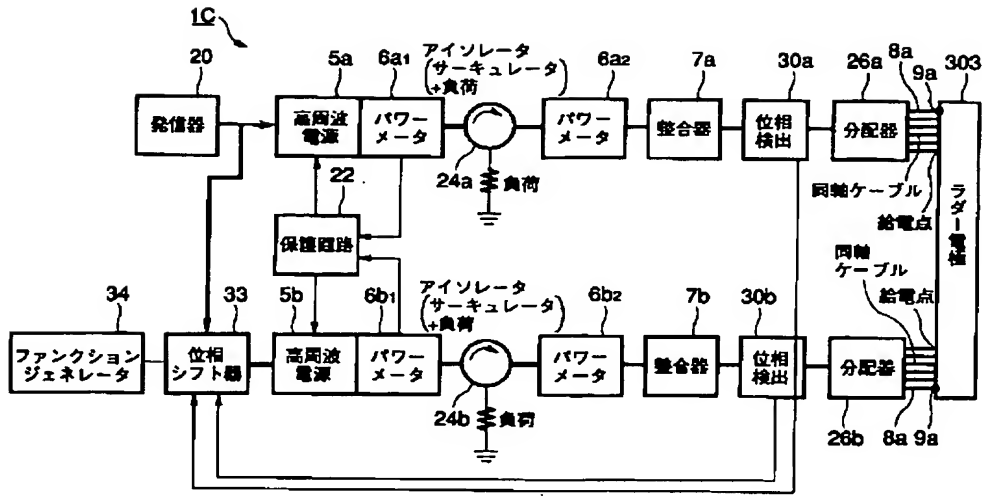 1C
20
5a
6a1
アイソレータ
(サーキュレータ)
+負荷
6a2
7a
30a
26a
8a
9a
303
発信器
高周波
電源
パワー
メータ
パワー
メータ
整合器
位相
検出
分配器
24a
負荷
同軸ケーブル
給電点
ラダー電極
22
保護回路
同軸
ケーブル
給電点
34
33
5b
6b1
アイソレータ
(サーキュレータ)
+負荷
6b2
7b
30b
ファンクション
ジェネレータ
位相
シフト器
高周波
電源
パワー
メータ
パワー
メータ
整合器
位相
検出
分配器
24b
負荷
26b
8a
9a